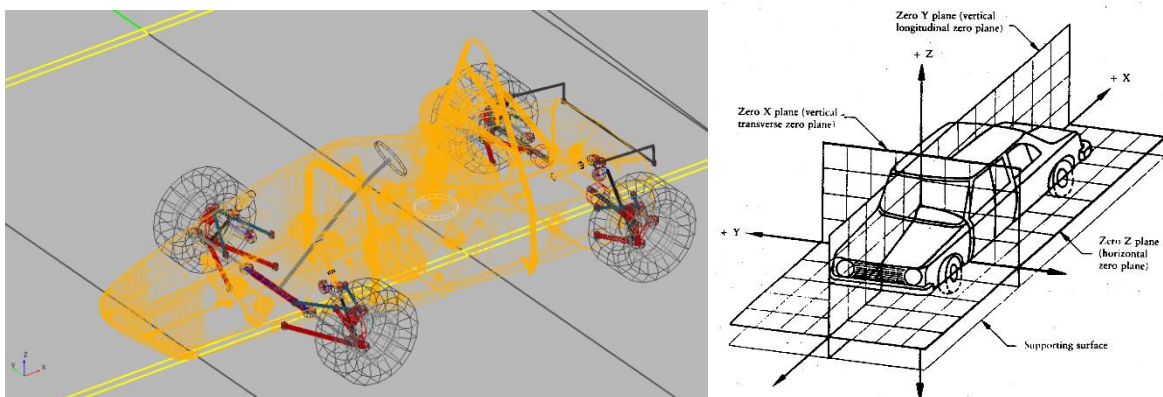 Z
Y
X
Zero Y plane (vertical
longitudinal zero plane)
+ Z
+ X
Zero X plane (vertical
transverse zero plane)
+ Y
Zero Z plane
(horizontal
zero plane)
Supporting surface